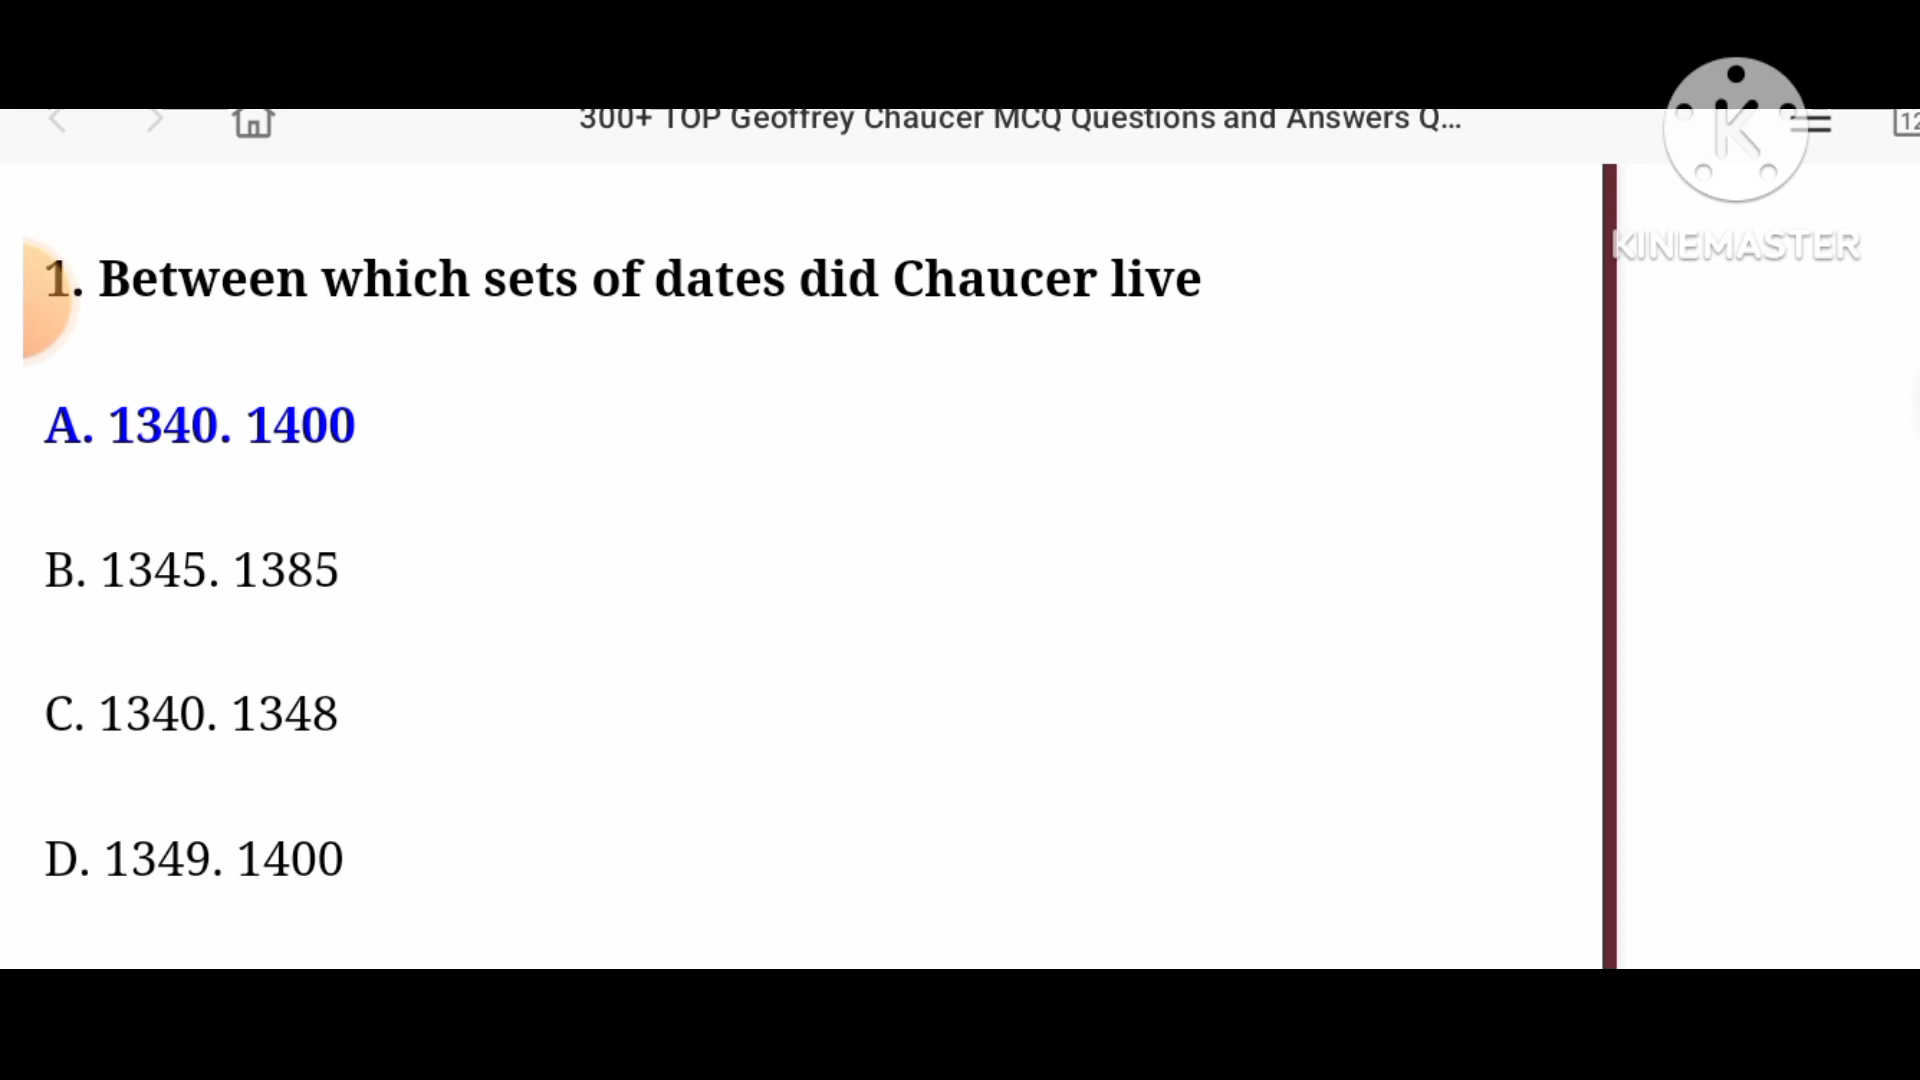 300+ TOP Geoffrey Chaucer MCQ Questions and Answers Q...
12
K
KINEMASTER
1. Between which sets of dates did Chaucer live
A. 1340. 1400
B. 1345. 1385
C. 1340. 1348
D. 1349. 1400